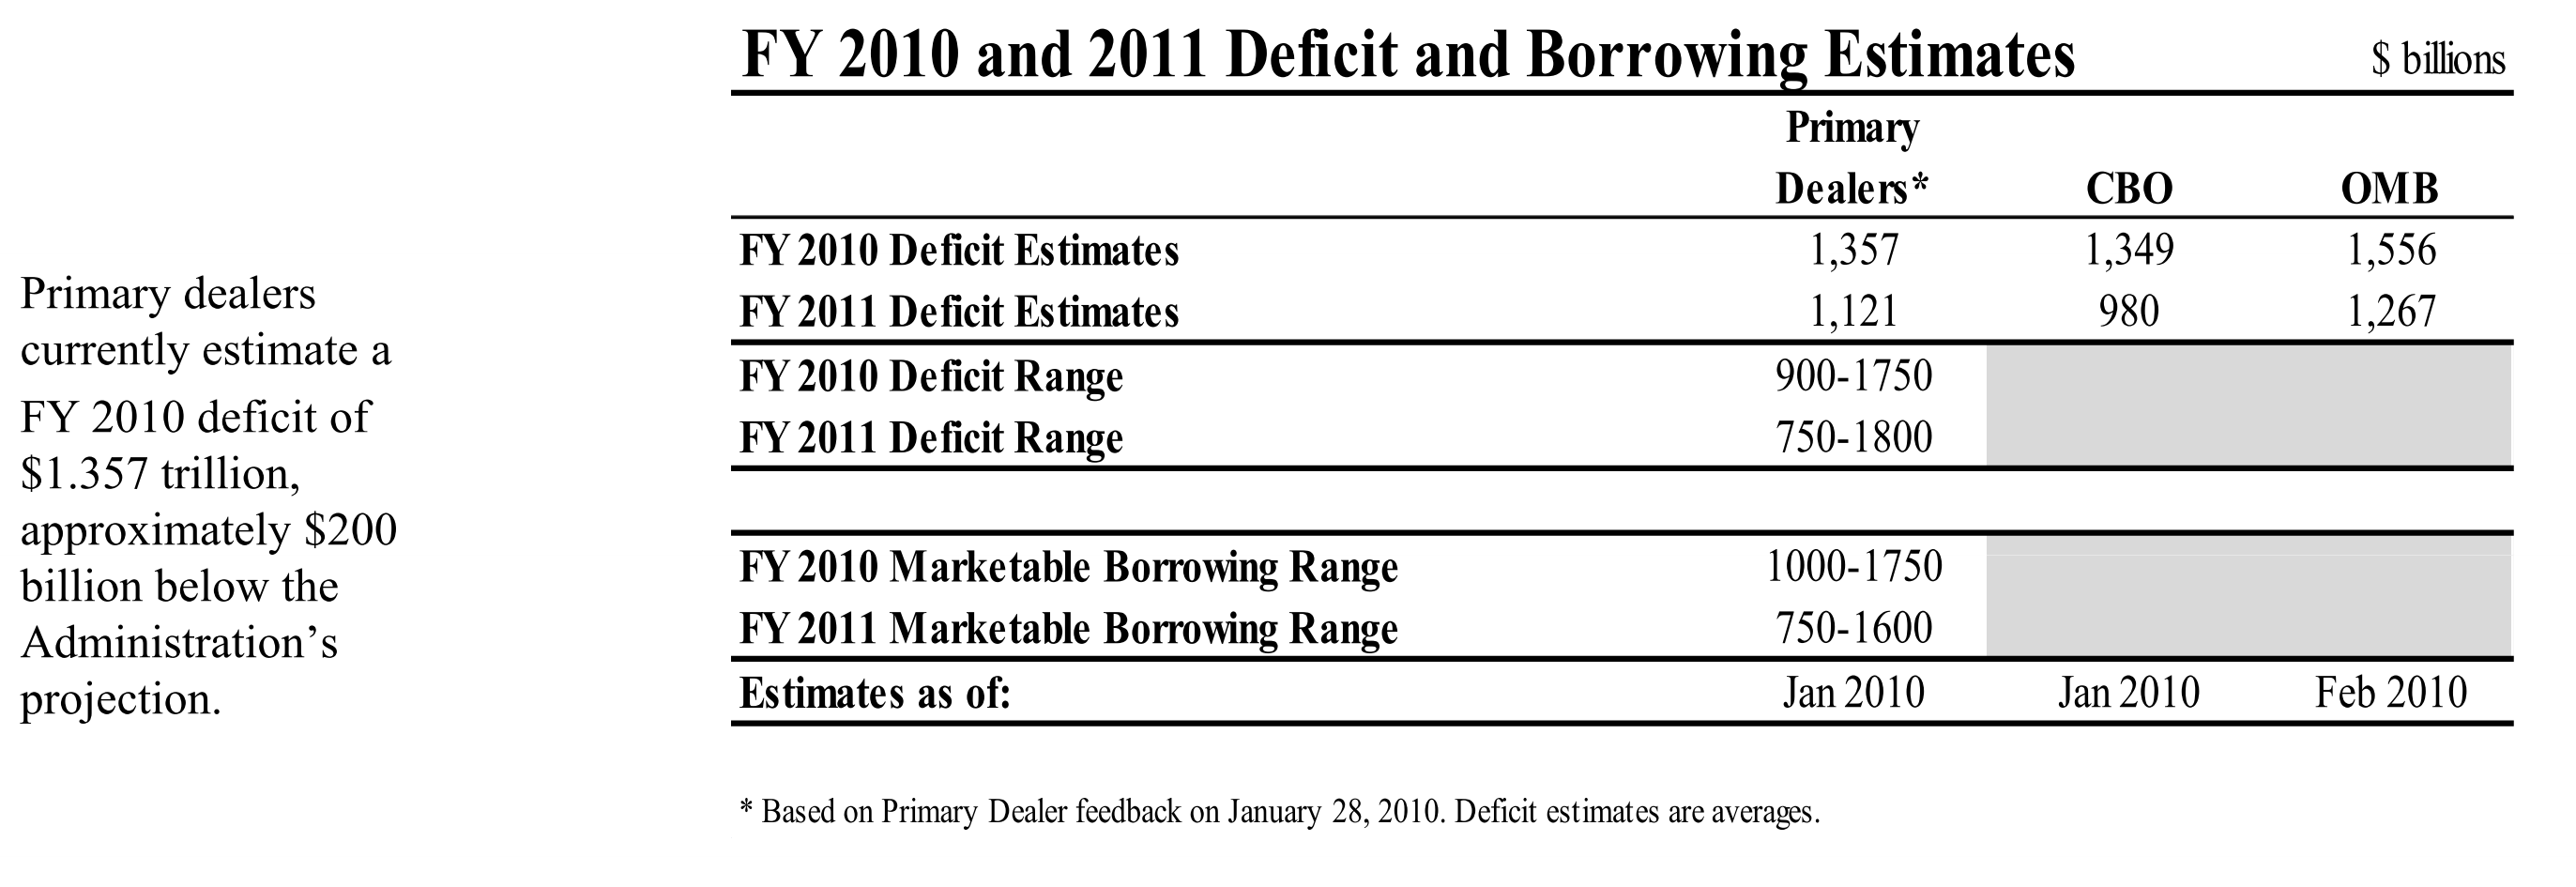 FY 2010 and 2011 Deficit and Borrowing Estimates $ billions
Primary
Dealers* CBO OMB
FY 2010 Deficit Estimates 1,357 1,349 1,556
FY 2011 Deficit Estimates 1,121 980 1,267
FY 2010 Deficit Range 900-1750
FY 2011 Deficit Range 750-1800
FY 2010 Marketable Borrowing Range 1000-1750
FY 2011 Marketable Borrowing Range 750-1600
Estimates as of: Jan 2010 Jan 2010 Feb 2010
* Based on Primary Dealer feedback on January 28, 2010. Deficit estimates are averages.
Primary dealers
currently estimate a
FY 2010 deficit of
$1.357 trillion,
approximately $200
billion below the
Administration’s
projection.